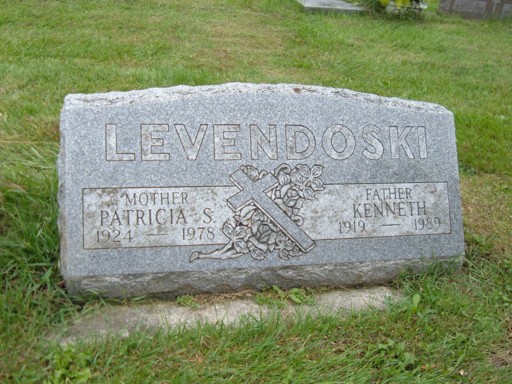 LEVENDOSKI
MOTHER
PATRICIA S.
1924 — 1978
FATHER
KENNETH
1919 — 1989